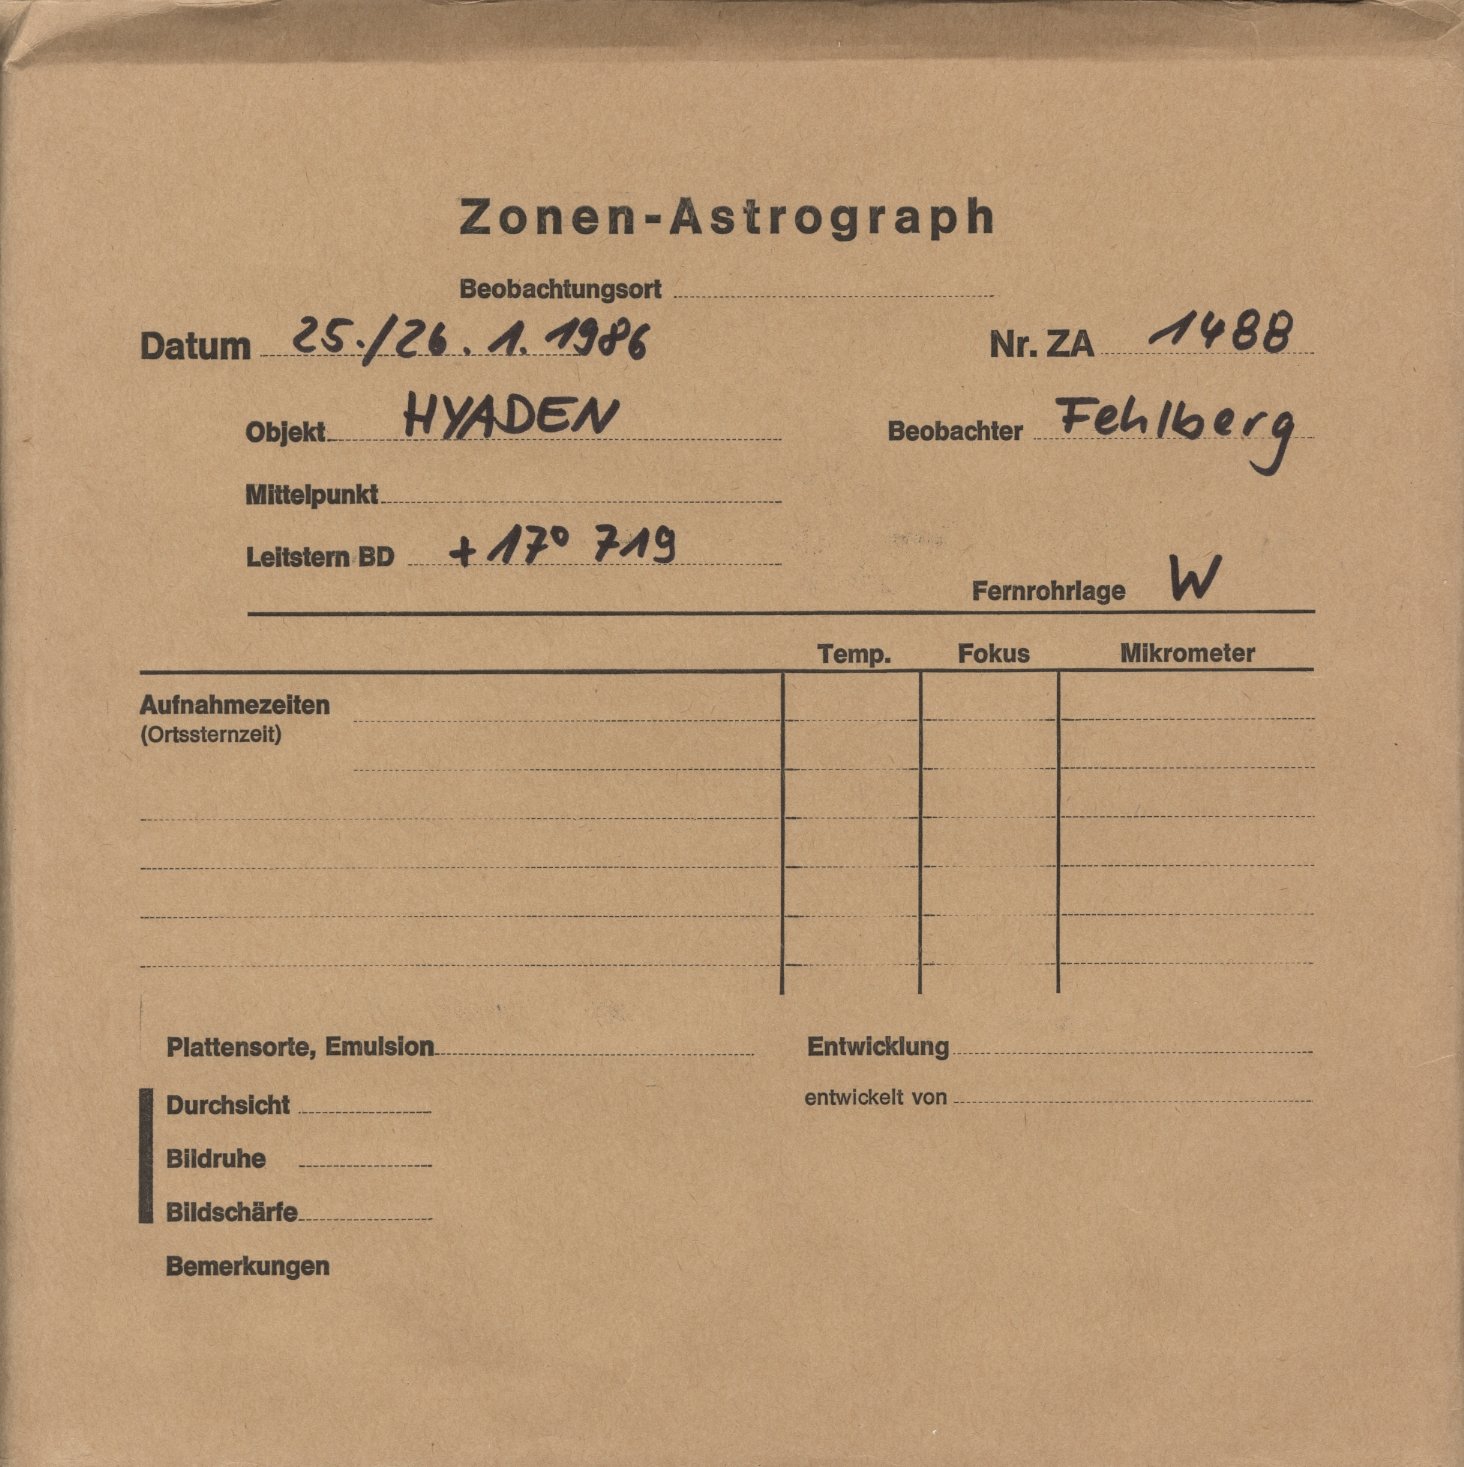 Zonen-Astrograph
Beobachtungsort
Datum 25./26. 1. 1986 Nr. ZA 1488
Objekt HYADEN Beobachter Fehlberg
Mittelpunkt
Leitstern BD +17° 719
Fernrohrlage W
Temp. Fokus Mikrometer
Aufnahmezeiten
(Ortssternzeit)
Plattensorte, Emulsion Entwicklung
Durchsicht entwickelt von
Bildruhe
Bildschärfe
Bemerkungen